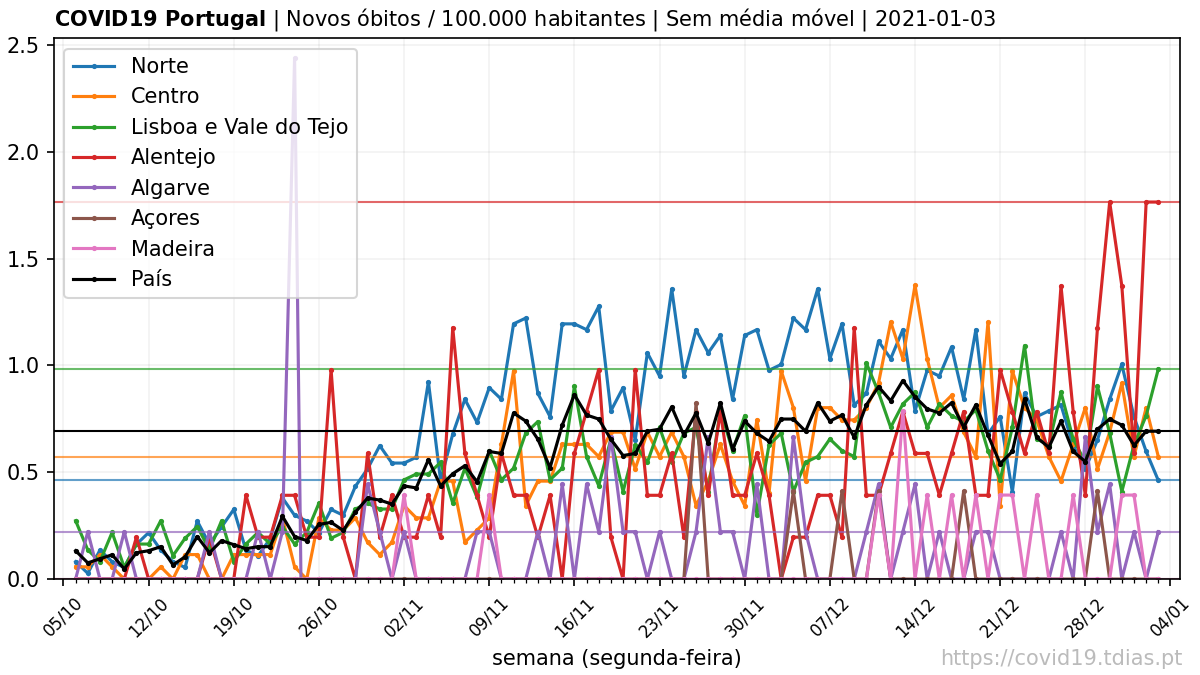 COVID19 Portugal | Novos óbitos / 100.000 habitantes | Sem média móvel | 2021-01-03
2.5
2.0
1.5
1.0
0.5
0.0
Norte
Centro
Lisboa e Vale do Tejo
Alentejo
Algarve
Açores
Madeira
País
05/10
12/10
19/10
26/10
02/11
09/11
16/11
23/11
30/11
07/12
14/12
21/12
28/12
04/01
semana (segunda-feira)
https://covid19.tdias.pt